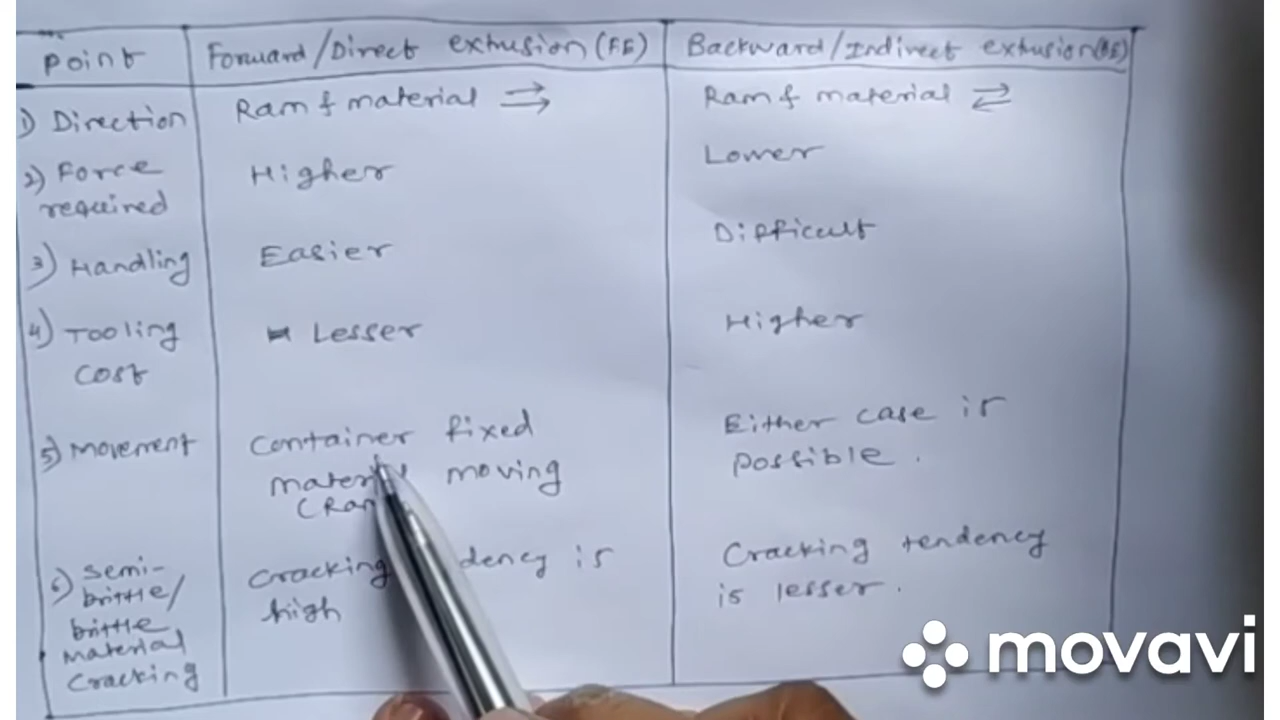 Point
Forward/Direct extrusion (FE)
Backward/Indirect extrusion (BE)
1) Direction
Ram & material
Ram & material
2) Force
required
Higher
Lower
3) Handling
Easier
Difficult
4) Tooling
cost
Lesser
Higher
5) Movement
Container fixed
moving
Either case is
possible.
6) Semi-
brittle/
brittle
material
cracking
Cracking is
high
Cracking tendency
is lesser.
movavi